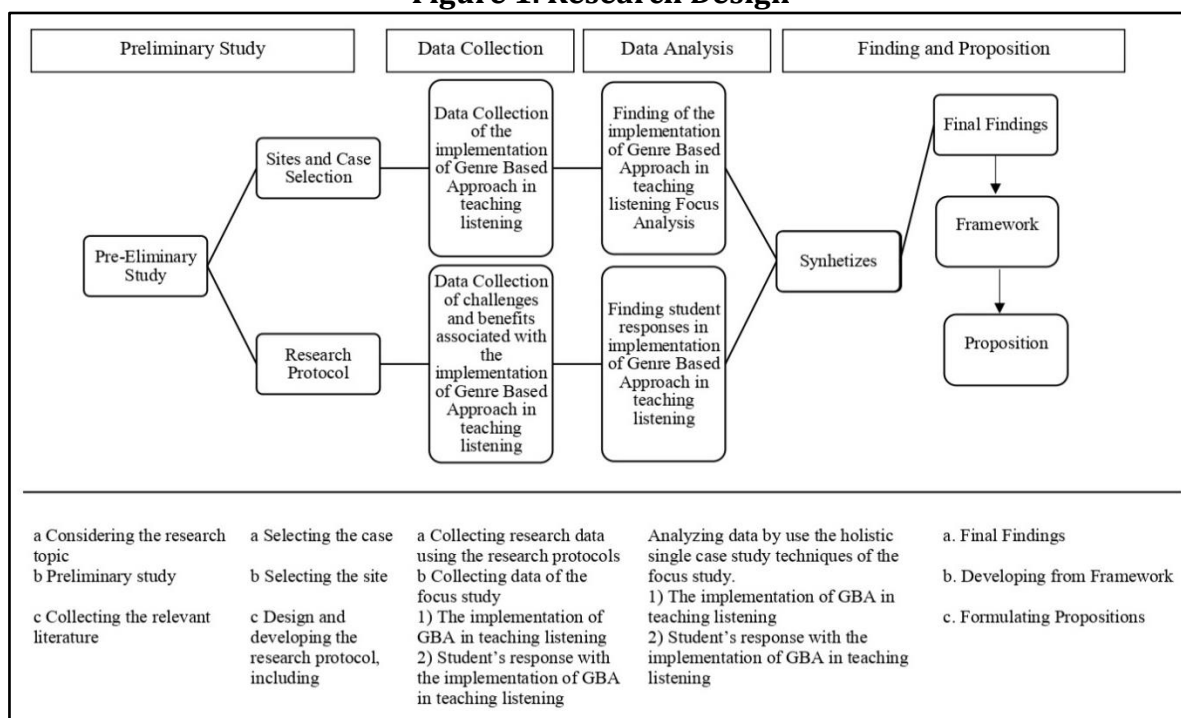 Figure 1. Research Design
Preliminary Study
Data Collection
Data Analysis
Finding and Proposition
Pre-Eliminary
Study
Sites and Case
Selection
Research
Protocol
Data Collection
of the
implementation
of Genre Based
Approach in
teaching
listening
Data Collection
of challenges
and benefits
associated with
the
implementation
of Genre Based
Approach in
teaching
listening
Finding of the
implementation
of Genre Based
Approach in
teaching
listening Focus
Analysis
Finding student
responses in
implementation
of Genre Based
Approach in
teaching
listening
Synhetizes
Final Findings
Framework
Proposition
a Considering the research
topic
b Preliminary study
c Collecting the relevant
literature
a Selecting the case
b Selecting the site
c Design and
developing the
research protocol,
including
a Collecting research data
using the research protocols
b Collecting data of the
focus study
1) The implementation of
GBA in teaching listening
2) Student's response with
the implementation of GBA
in teaching listening
Analyzing data by use the holistic
single case study techniques of the
focus study.
1) The implementation of GBA in
teaching listening
2) Student's response with the
implementation of GBA in teaching
listening
a. Final Findings
b. Developing from Framework
c. Formulating Propositions